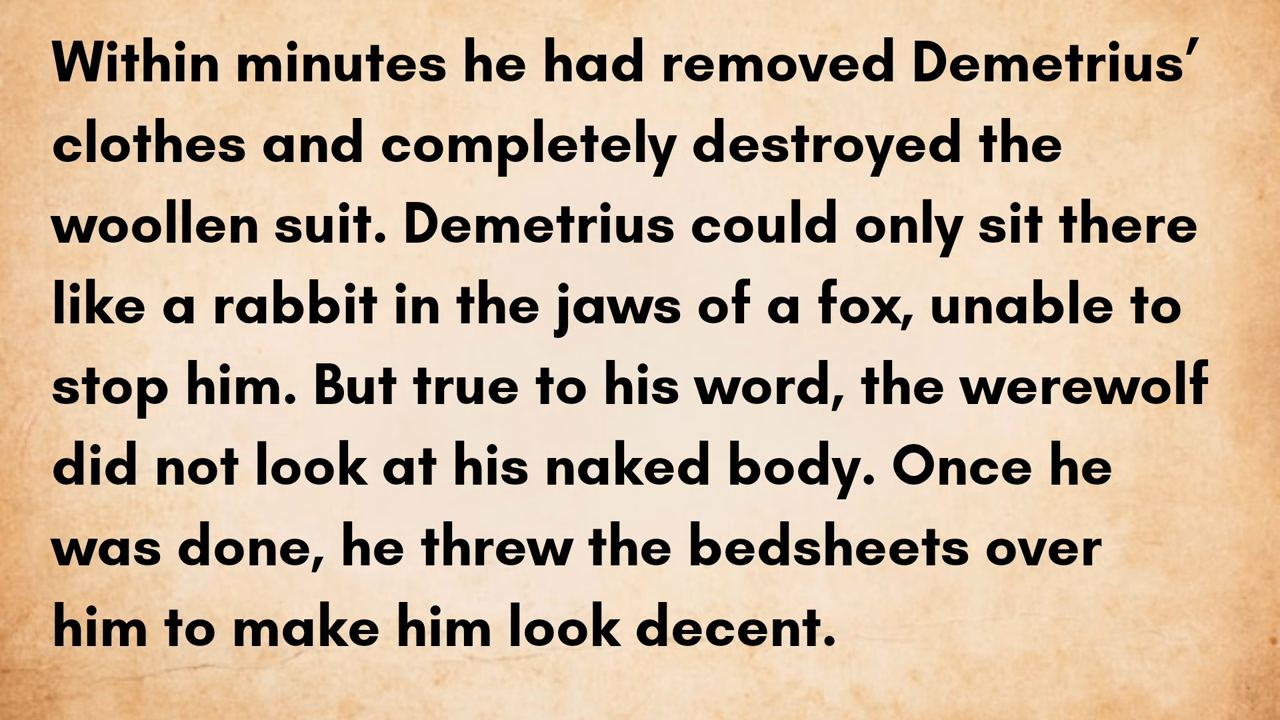 Within minutes he had removed Demetrius’
clothes and completely destroyed the
woollen suit. Demetrius could only sit there
like a rabbit in the jaws of a fox, unable to
stop him. But true to his word, the werewolf
did not look at his naked body. Once he
was done, he threw the bedsheets over
him to make him look decent.